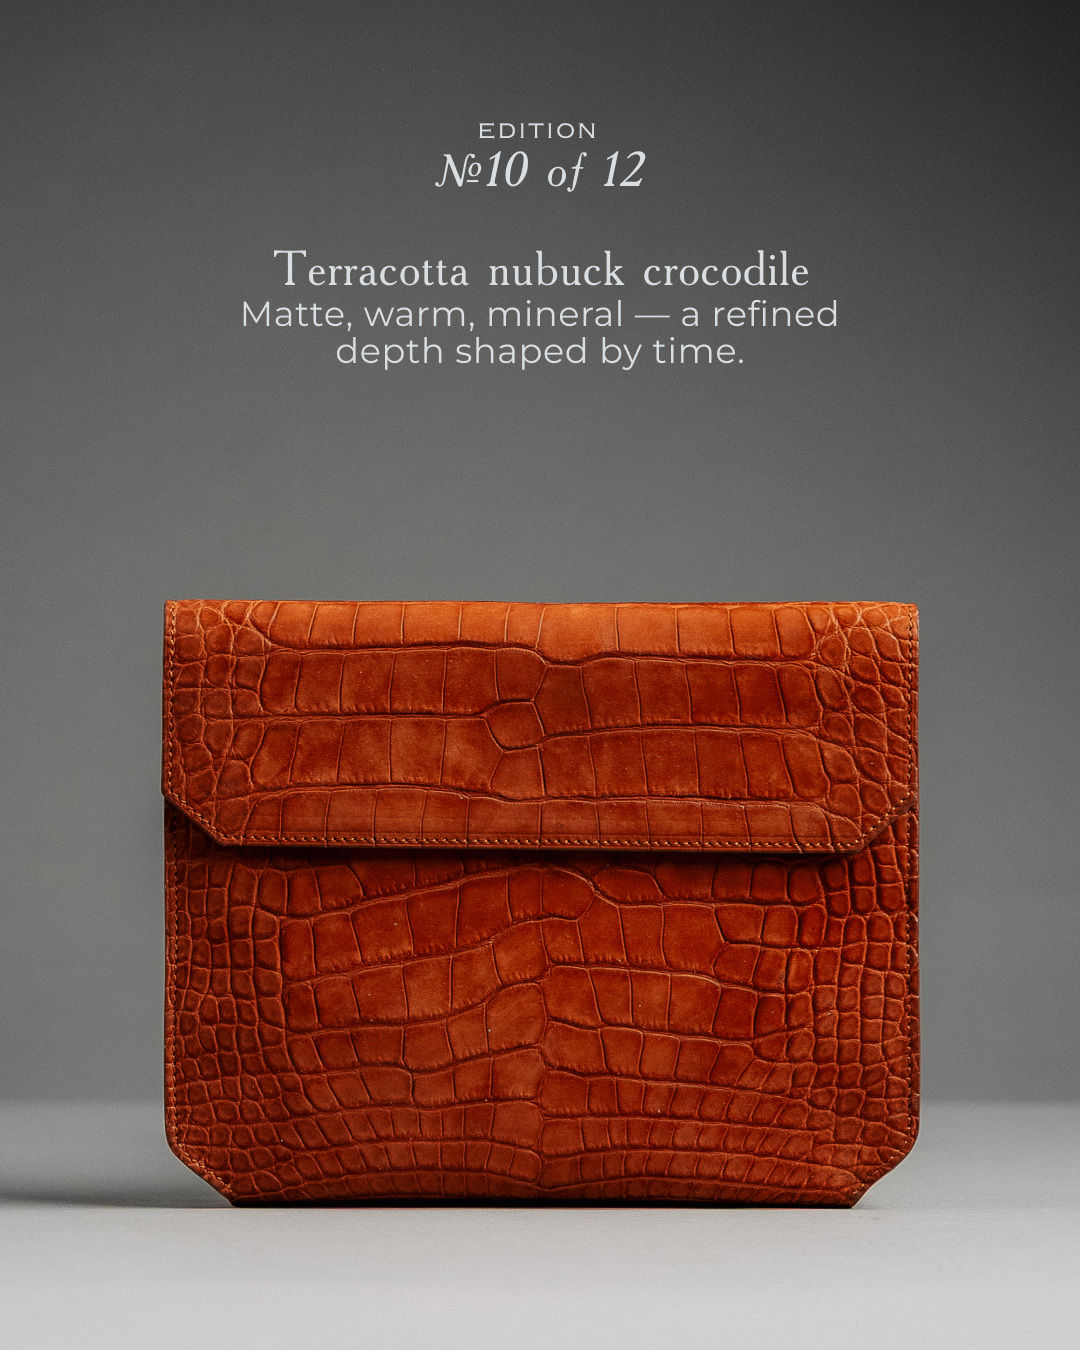 EDITION
№10 of 12
Terracotta nubuck crocodile
Matte, warm, mineral — a refined
depth shaped by time.